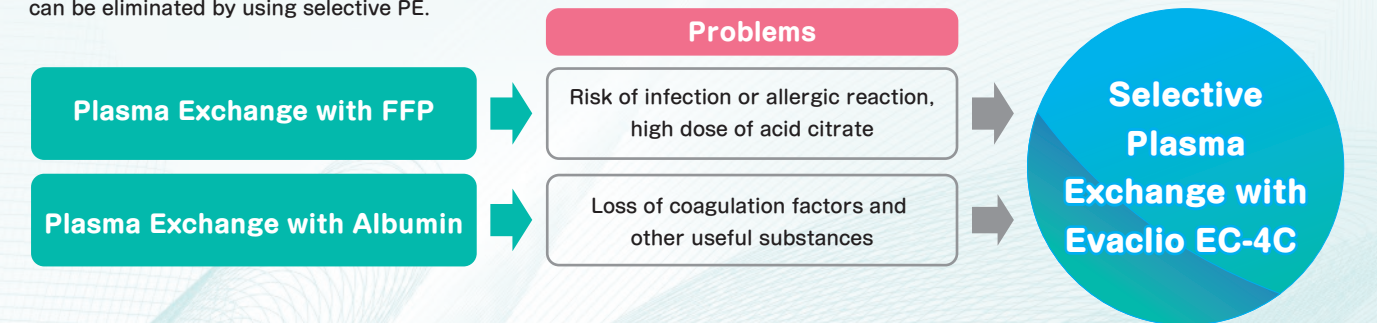 can be eliminated by using selective PE.
Problems
Plasma Exchange with FFP
Risk of infection or allergic reaction,
high dose of acid citrate
Plasma Exchange with Albumin
Loss of coagulation factors and
other useful substances
Selective
Plasma
Exchange with
Evaclio EC-4C